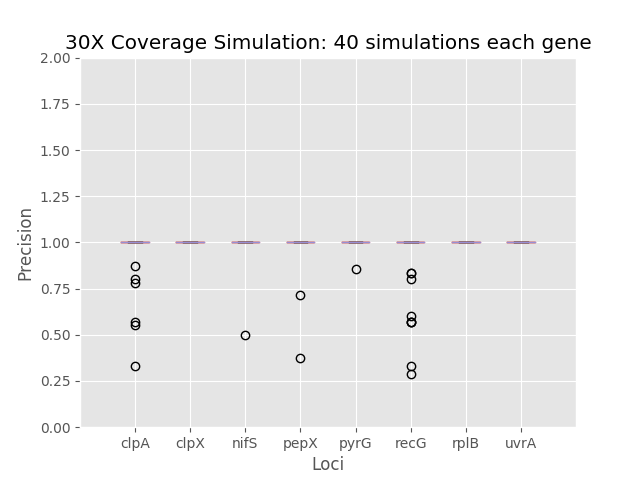 30X Coverage Simulation: 40 simulations each gene
2.00
1.75
1.50
1.25
1.00
0.75
0.50
0.25
0.00
Precision
clpA clpX nifS pepX pyrG recG rplB uvrA
Loci